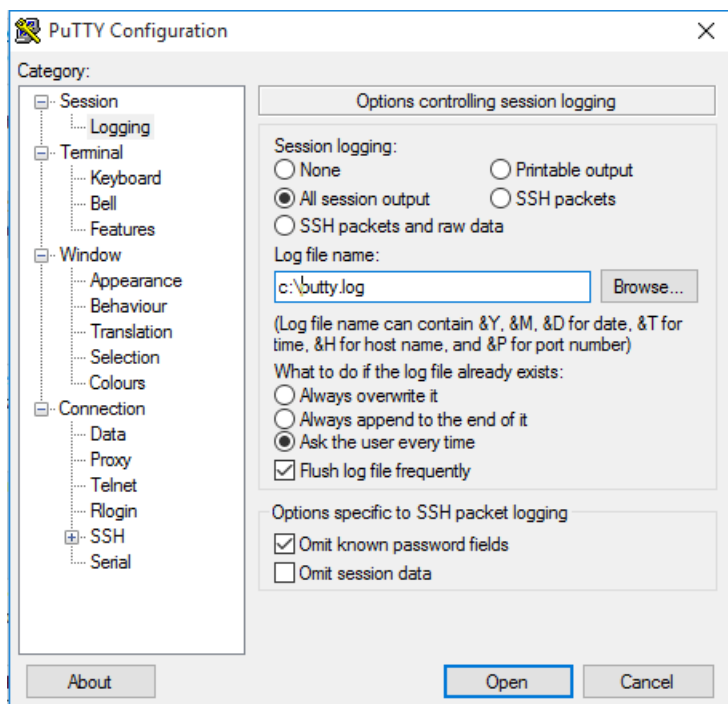 PuTTY Configuration
Category:
Session
Logging
Terminal
Keyboard
Bell
Features
Window
Appearance
Behaviour
Translation
Selection
Colours
Connection
Data
Proxy
Telnet
Rlogin
SSH
Serial
Options controlling session logging
Session logging:
None
Printable output
All session output
SSH packets
SSH packets and raw data
Log file name:
c:\putty.log
Browse...
(Log file name can contain &Y, &M, &D for date, &T for
time, &H for host name, and &P for port number)
What to do if the log file already exists:
Always overwrite it
Always append to the end of it
Ask the user every time
Flush log file frequently
Options specific to SSH packet logging
Omit known password fields
Omit session data
About
Open
Cancel